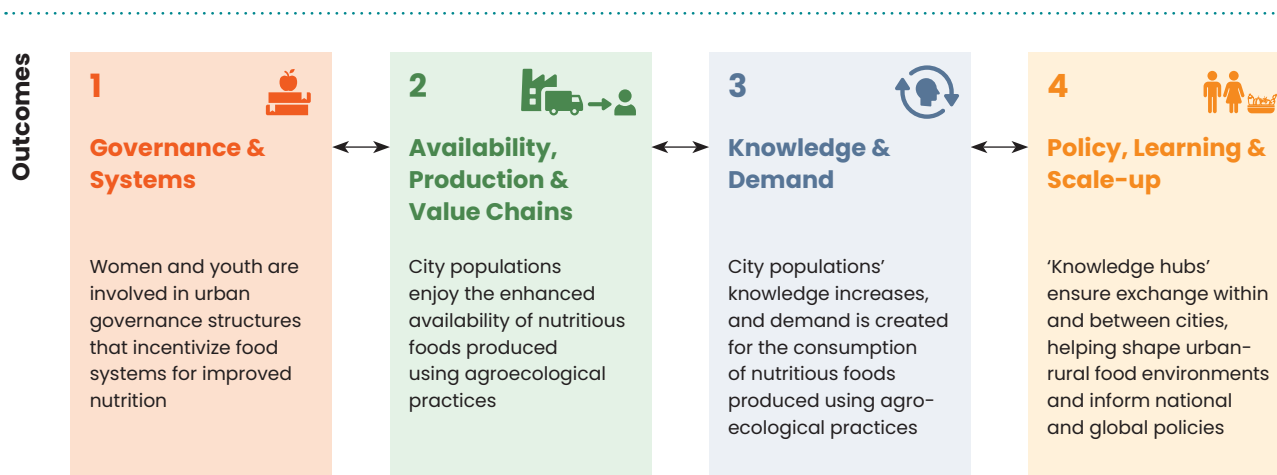 Outcomes
1
Governance &
Systems
Women and youth are
involved in urban
governance structures
that incentivize food
systems for improved
nutrition
2
Availability,
Production &
Value Chains
City populations
enjoy the enhanced
availability of nutritious
foods produced
using agroecological
practices
3
Knowledge &
Demand
City populations’
knowledge increases,
and demand is created
for the consumption
of nutritious foods
produced using agro-
ecological practices
4
Policy, Learning &
Scale-up
‘Knowledge hubs’
ensure exchange within
and between cities,
helping shape urban-
rural food environments
and inform national
and global policies